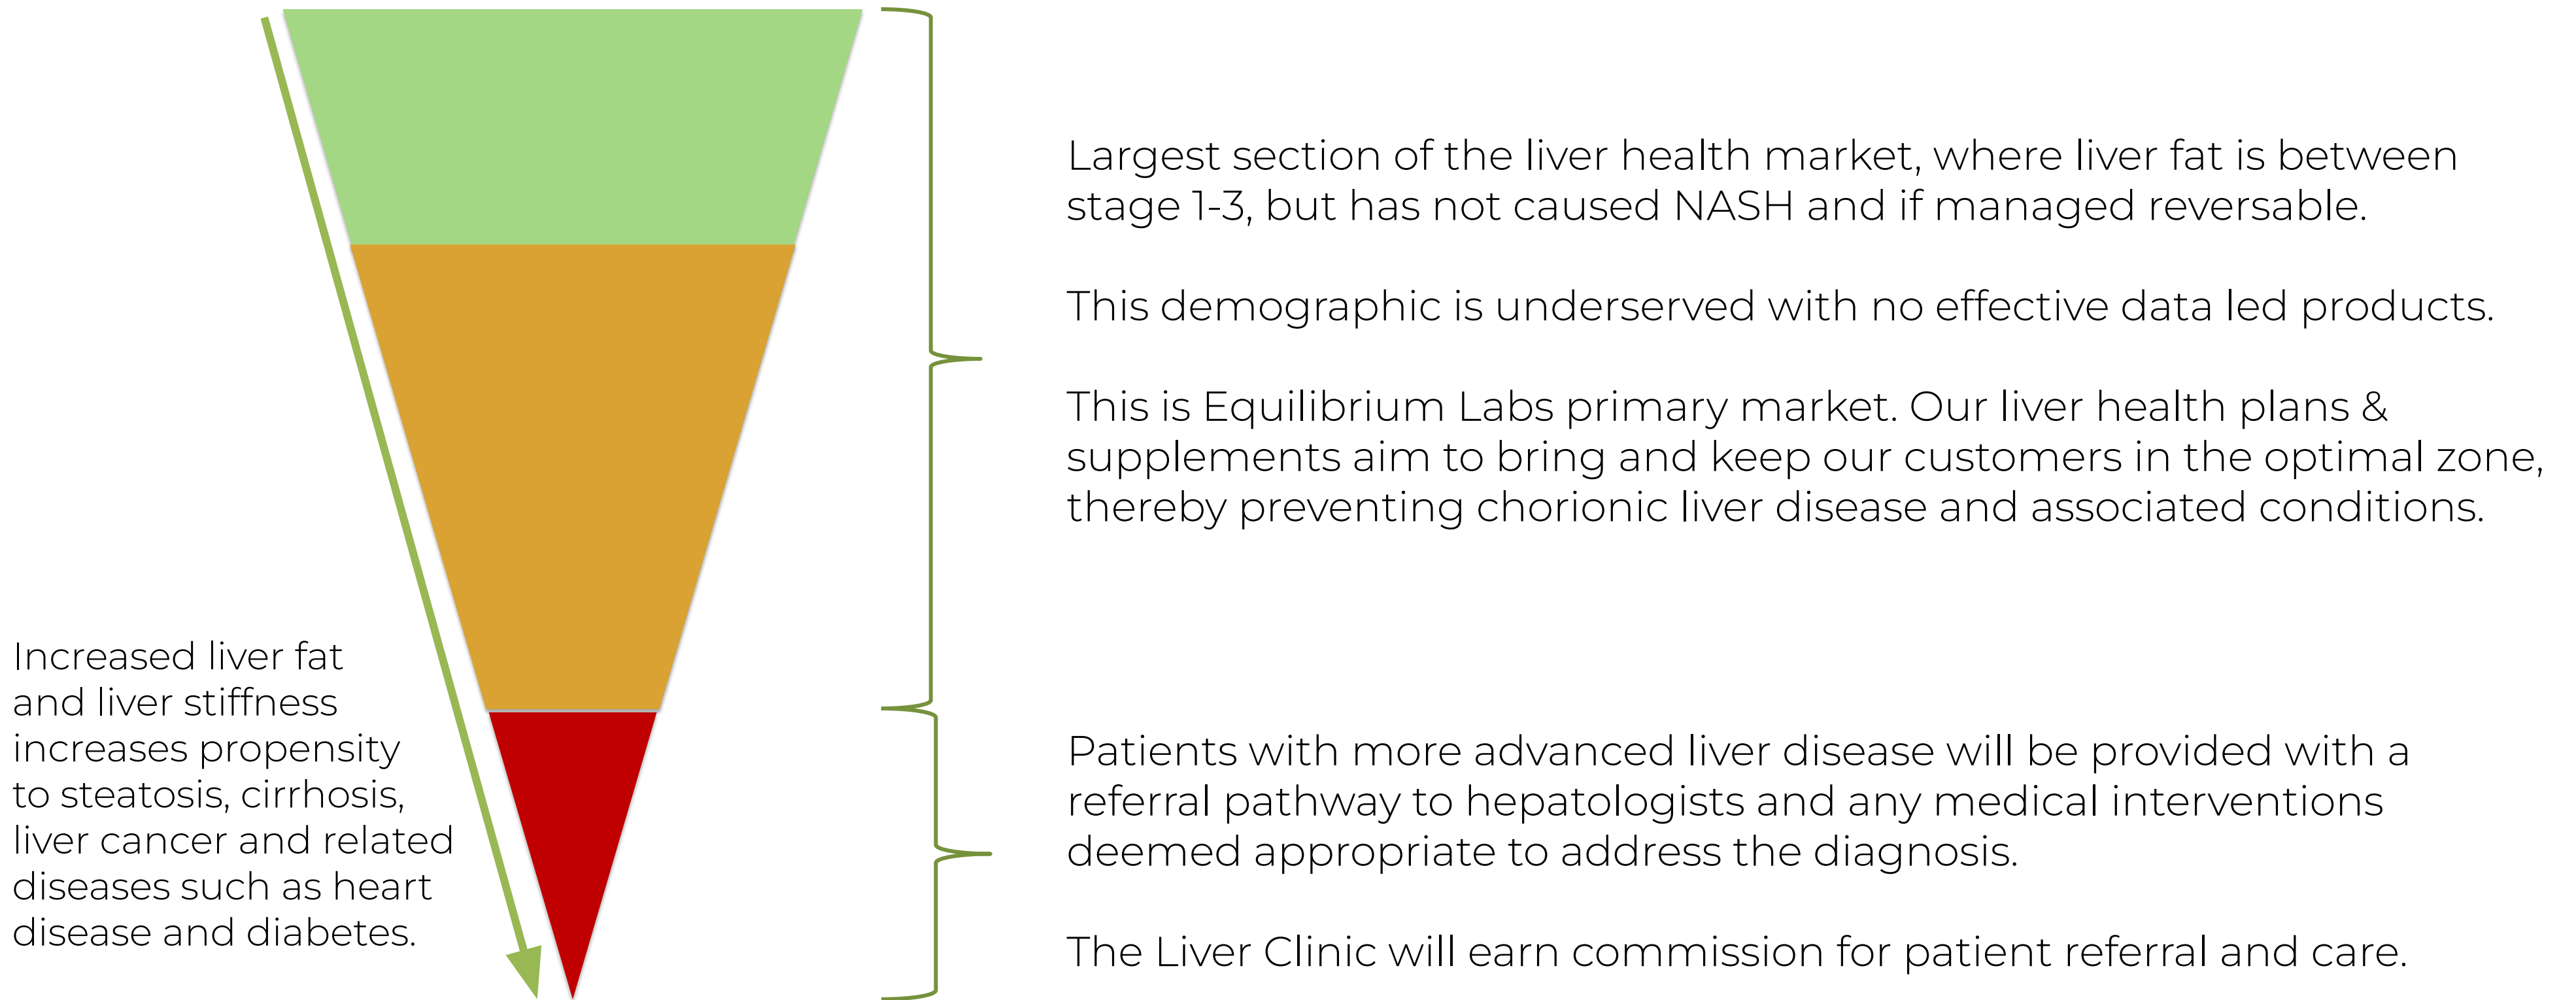 Largest section of the liver health market, where liver fat is between
stage 1-3, but has not caused NASH and if managed reversable.
This demographic is underserved with no effective data led products.
This is Equilibrium Labs primary market. Our liver health plans &
supplements aim to bring and keep our customers in the optimal zone,
thereby preventing chorionic liver disease and associated conditions.
Increased liver fat
and liver stiffness
increases propensity
to steatosis, cirrhosis,
liver cancer and related
diseases such as heart
disease and diabetes.
Patients with more advanced liver disease will be provided with a
referral pathway to hepatologists and any medical interventions
deemed appropriate to address the diagnosis.
The Liver Clinic will earn commission for patient referral and care.